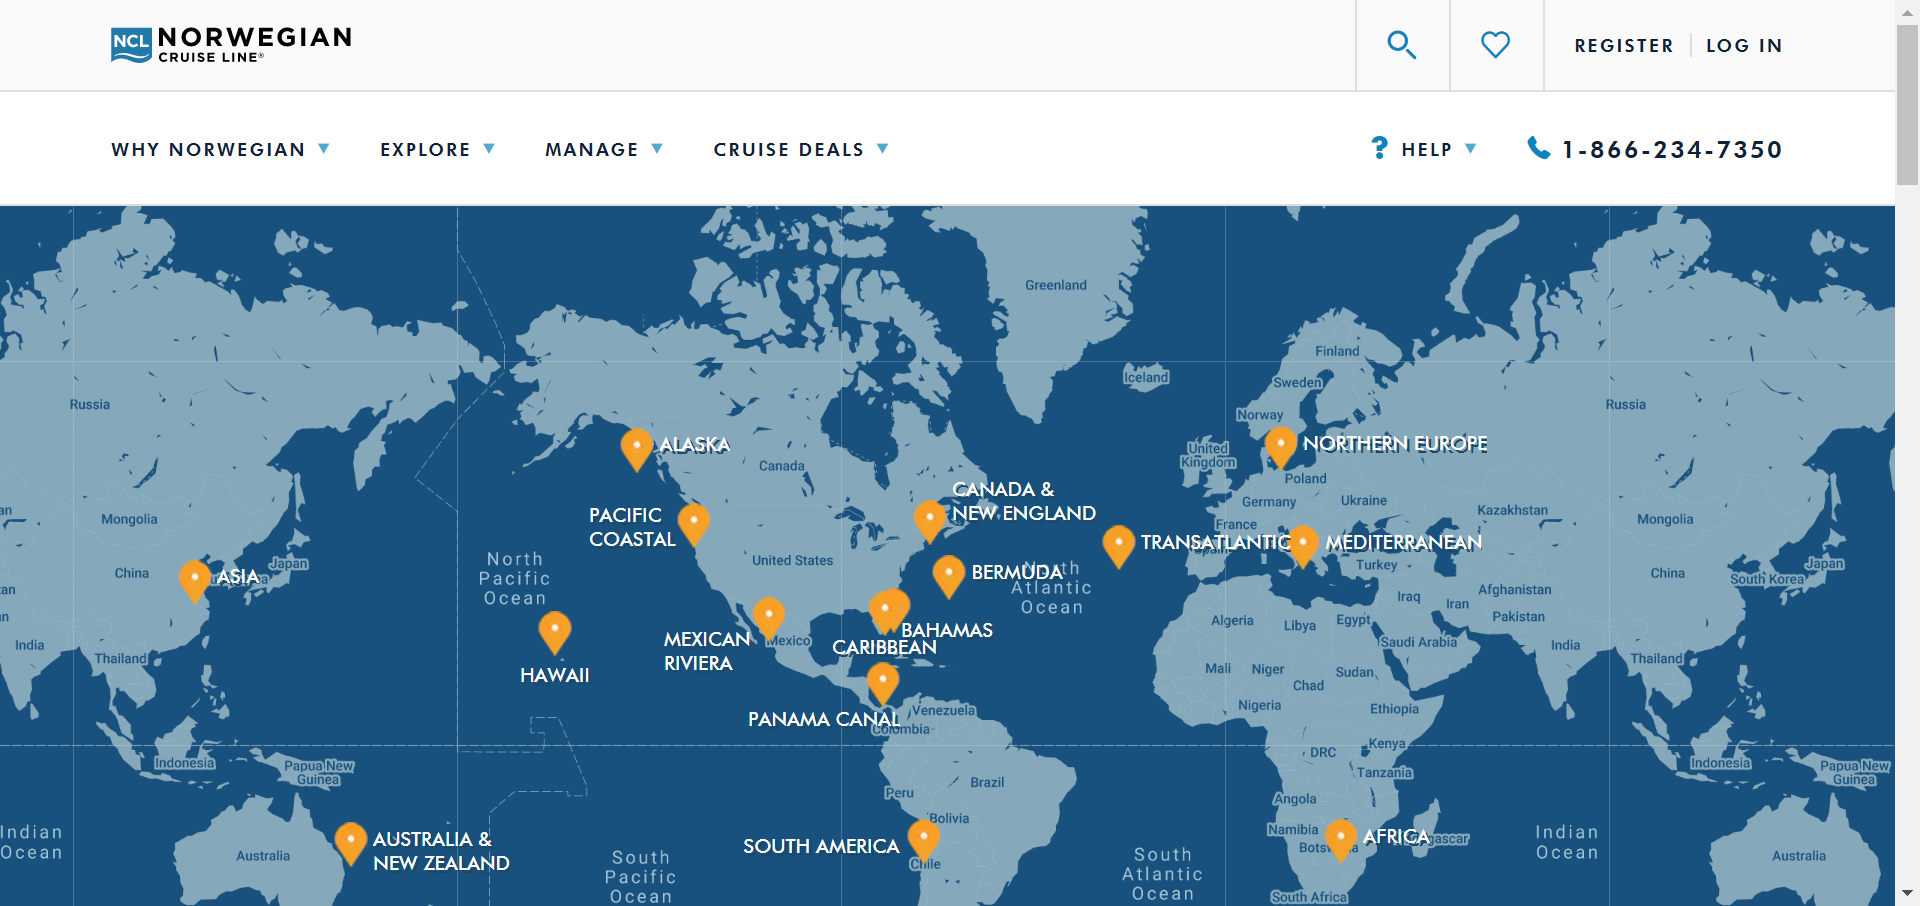 NCL NORWEGIAN
CRUISE LINE®
REGISTER
LOG IN
WHY NORWEGIAN
EXPLORE
MANAGE
CRUISE DEALS
? HELP
1-866-234-7350
Greenland
Finland
Iceland
Sweden
Russia
Norway
Russia
ALASKA
NORTHERN EUROPE
Canada
United
Kingdom
Poland
CANADA &
NEW ENGLAND
Germany
Ukraine
Kazakhstan
PACIFIC
COASTAL
Mongolia
France
Mongolia
TRANSATLANTIC
MEDITERRANEAN
North
Pacific
Ocean
United States
Japan
Turkey
Japan
China
ASIA
BERMUDA
North
Atlantic
Ocean
China
South Korea
Afghanistan
Iraq
Iran
Pakistan
Algeria
Libya
Egypt
BAHAMAS
MEXICAN
RIVIERA
Mexico
CARIBBEAN
Saudi Arabia
India
India
Thailand
Thailand
HAWAII
Mali
Niger
Sudan
Chad
Nigeria
Ethiopia
PANAMA CANAL
Venezuela
Colombia
Kenya
DRC
Indonesia
Papua New
Guinea
Tanzania
Indonesia
Papua New
Guinea
Brazil
Peru
Angola
Bolivia
Indian
Ocean
AUSTRALIA &
NEW ZEALAND
SOUTH AMERICA
Namibia
AFRICA
Indian
Ocean
Australia
Chile
Australia
South
Pacific
Ocean
South
Atlantic
Ocean
South Africa